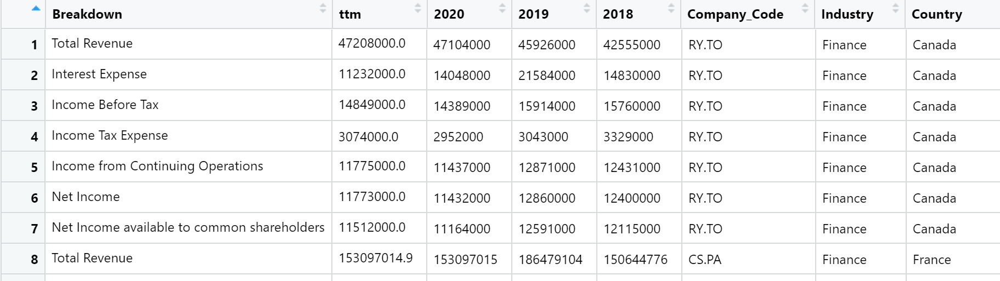 Breakdown ttm 2020 2019 2018 Company_Code Industry Country
1 Total Revenue 47208000.0 47104000 45926000 42555000 RY.TO Finance Canada
2 Interest Expense 11232000.0 14048000 21584000 14830000 RY.TO Finance Canada
3 Income Before Tax 14849000.0 14389000 15914000 15760000 RY.TO Finance Canada
4 Income Tax Expense 3074000.0 2952000 3043000 3329000 RY.TO Finance Canada
5 Income from Continuing Operations 11775000.0 11437000 12871000 12431000 RY.TO Finance Canada
6 Net Income 11773000.0 11432000 12860000 12400000 RY.TO Finance Canada
7 Net Income available to common shareholders 11512000.0 11164000 12591000 12115000 RY.TO Finance Canada
8 Total Revenue 153097014.9 153097015 186479104 150644776 CS.PA Finance France